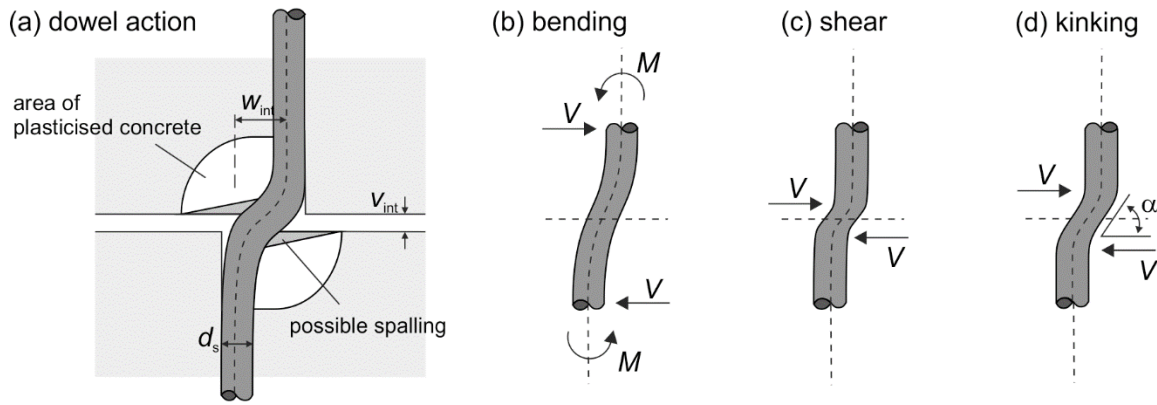 (a) dowel action
area of
plasticised concrete
w_int
v_int
d_s
possible spalling
(b) bending
M
V
V
M
(c) shear
V
V
(d) kinking
V
α
V